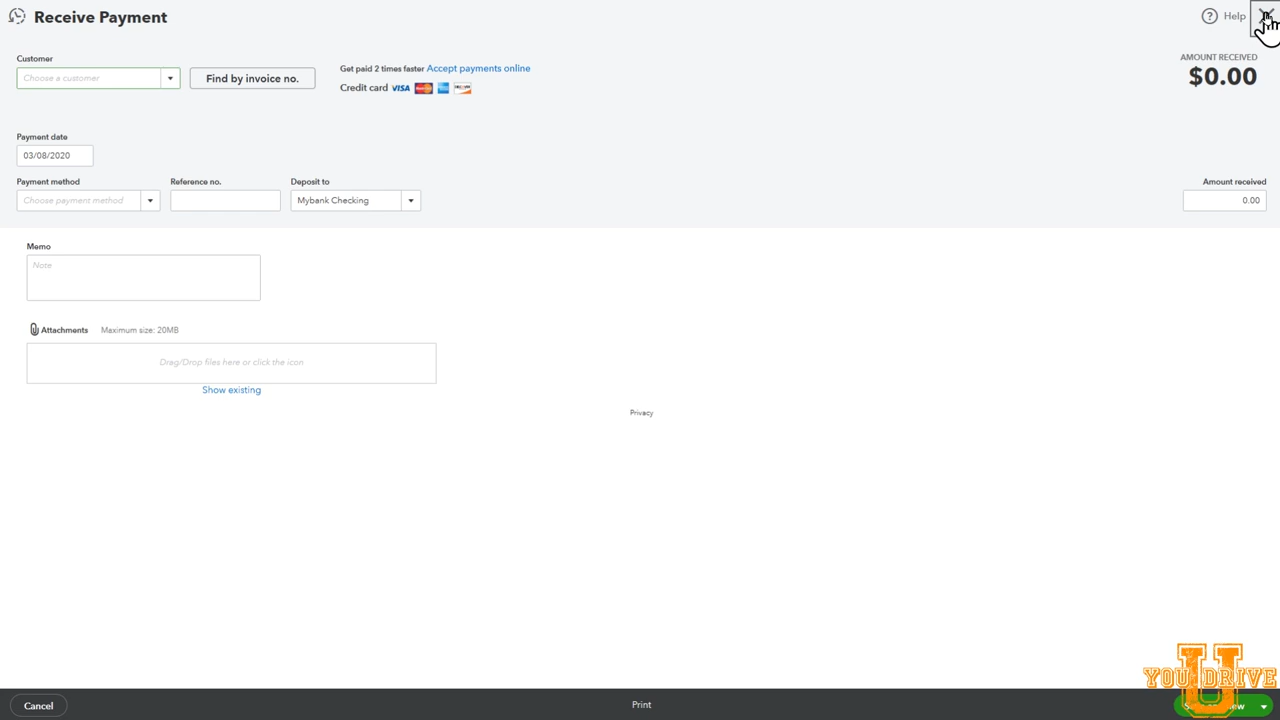 Receive Payment
Help
Customer
Choose a customer
Find by invoice no.
Get paid 2 times faster Accept payments online
Credit card VISA
AMOUNT RECEIVED
$0.00
Payment date
03/08/2020
Payment method
Reference no.
Deposit to
Amount received
Choose payment method
Mybank Checking
0.00
Memo
Note
Attachments
Maximum size: 20MB
Drag/Drop files here or click the icon
Show existing
Privacy
Cancel
Print
U
YOU DRIVE